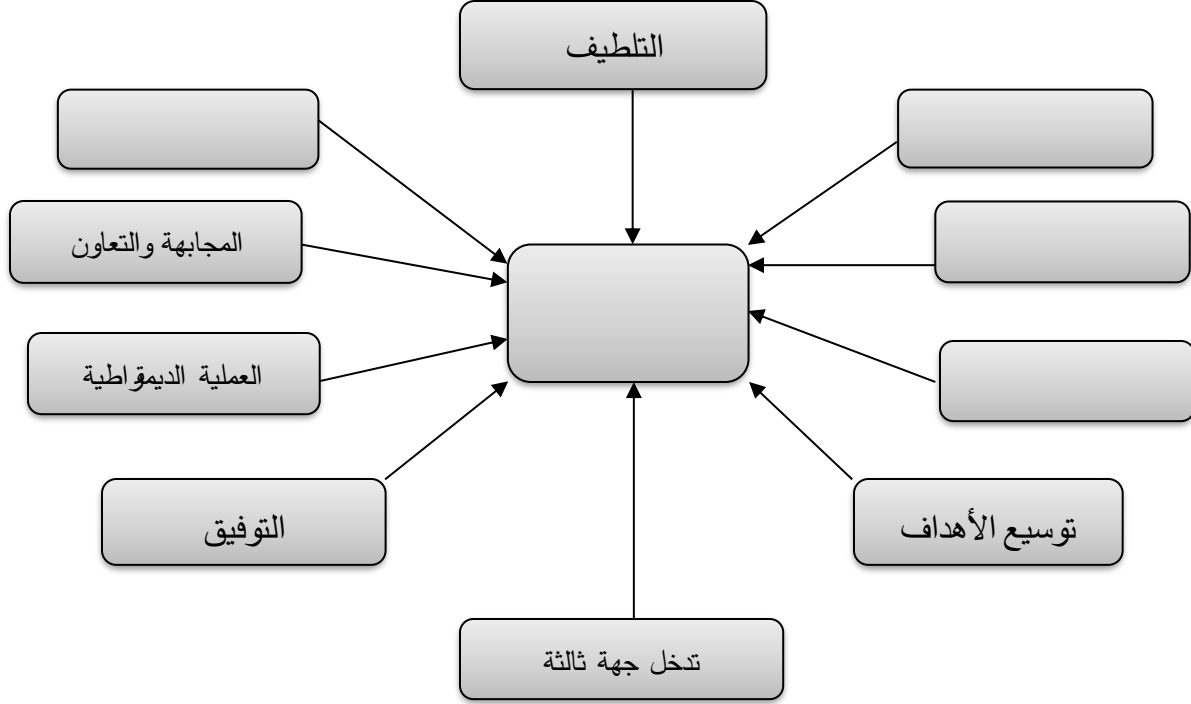 التلطيف
المجابهة والتعاون
العملية الديمقراطية
التوفيق
توسيع الأهداف
تدخل جهة ثالثة